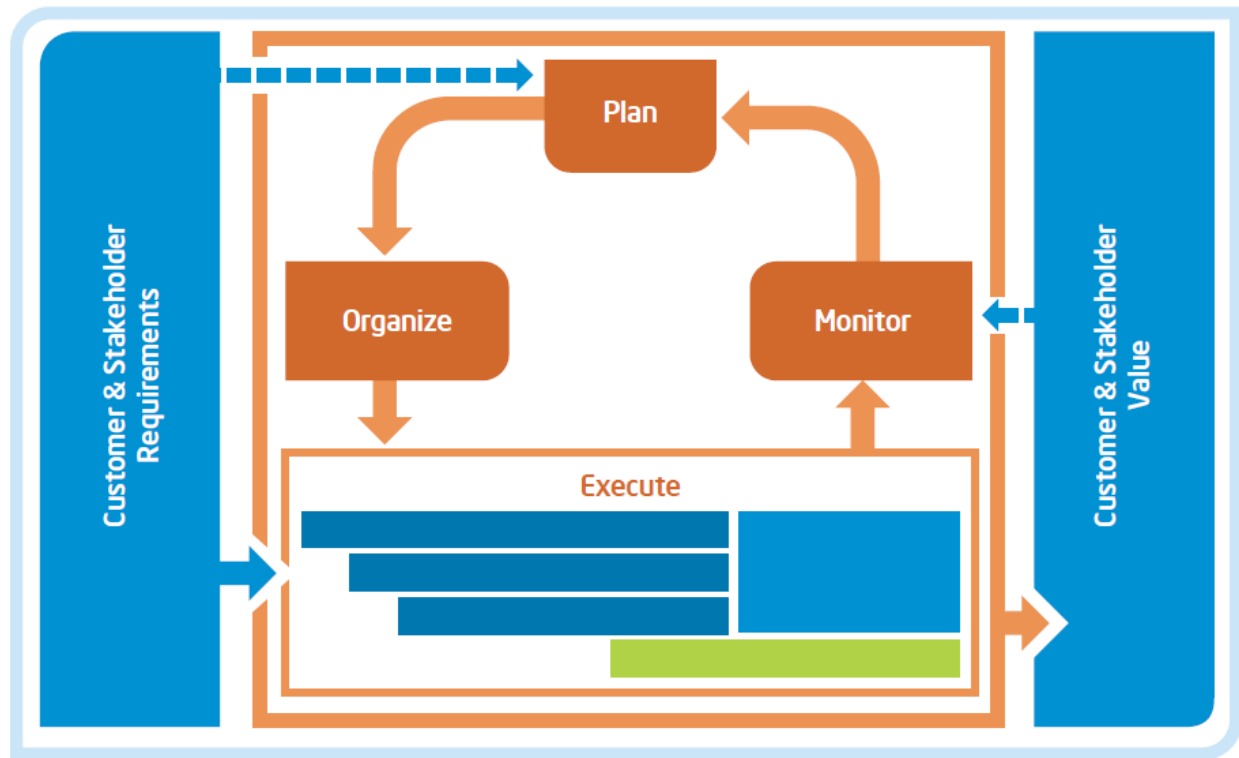 Customer & Stakeholder
Requirements
Plan
Organize
Monitor
Execute
Customer & Stakeholder
Value